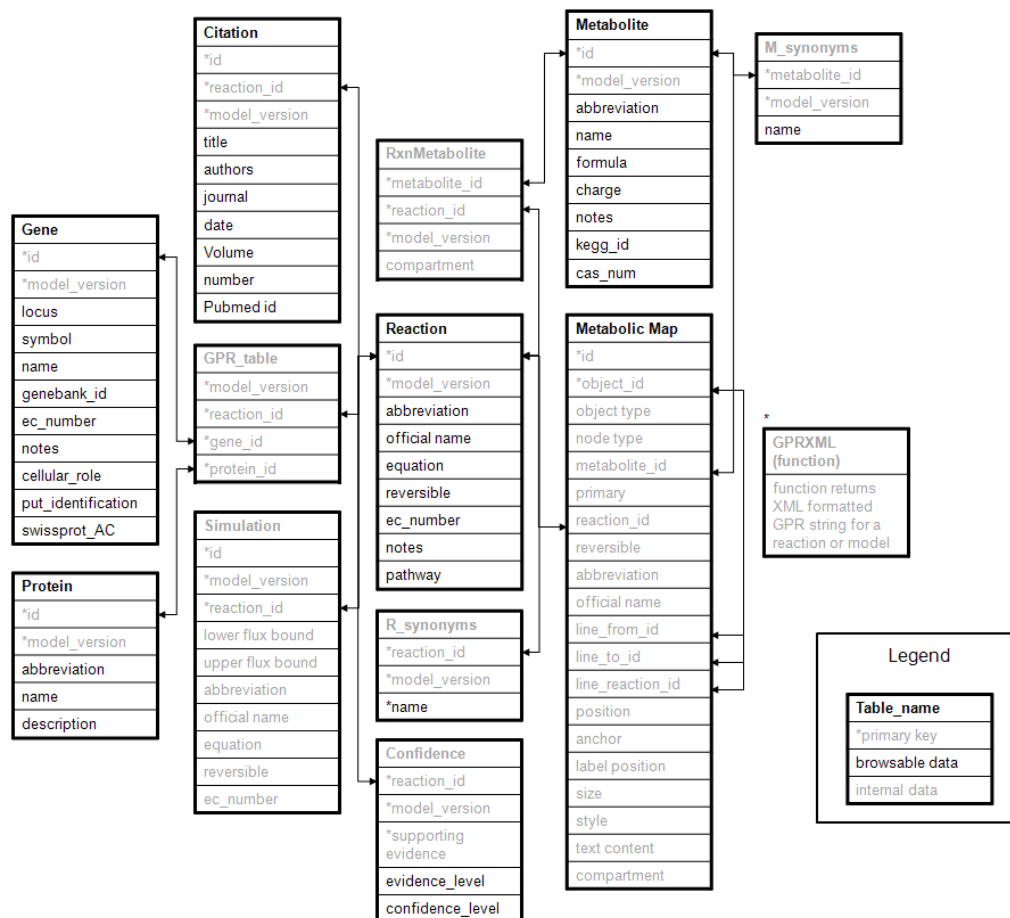 Citation
*id
*reaction_id
*model_version
title
authors
journal
date
Volume
number
Pubmed id
Metabolite
*id
*model_version
abbreviation
name
formula
charge
notes
kegg_id
cas_num
M_synonyms
*metabolite_id
*model_version
name
RxnMetabolite
*metabolite_id
*reaction_id
*model_version
compartment
Gene
*id
*model_version
locus
symbol
name
genebank_id
ec_number
notes
cellular_role
put_identification
swissprot_AC
GPR_table
*model_version
*reaction_id
*gene_id
*protein_id
Reaction
*id
*model_version
abbreviation
official name
equation
reversible
ec_number
notes
pathway
Metabolic Map
*id
*object_id
object type
node type
metabolite_id
primary
reaction_id
reversible
abbreviation
official name
line_from_id
line_to_id
line_reaction_id
position
anchor
label position
size
style
text content
compartment
*
GPRXML
(function)
function returns
XML formatted
GPR string for a
reaction or model
Simulation
*id
*model_version
*reaction_id
lower flux bound
upper flux bound
abbreviation
official name
equation
reversible
ec_number
Protein
*id
*model_version
abbreviation
name
description
R_synonyms
*reaction_id
*model_version
*name
Confidence
*reaction_id
*model_version
*supporting
evidence
evidence_level
confidence_level
Legend
Table_name
*primary key
browsable data
internal data